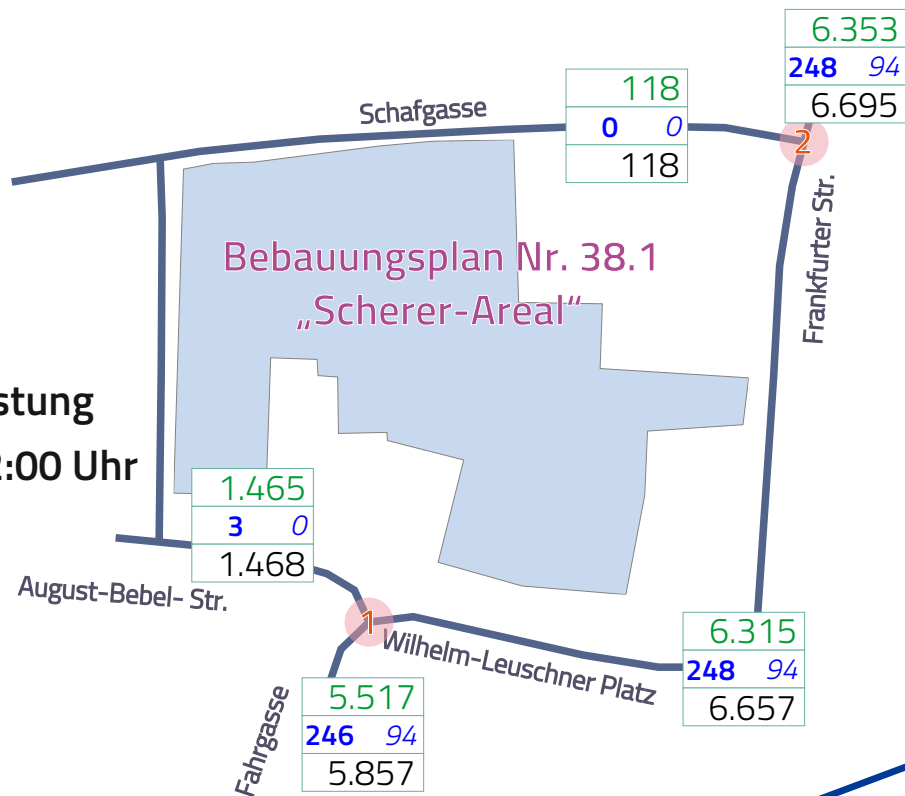 6.353
248 94
6.695
118
0 0
118
Schafgasse
2
Frankfurter Str.
Bebauungsplan Nr. 38.1
„Scherer-Areal“
stung
2:00 Uhr
1.465
3 0
1.468
August-Bebel- Str.
1
Wilhelm-Leuschner Platz
6.315
248 94
6.657
Fahrgasse
5.517
246 94
5.857